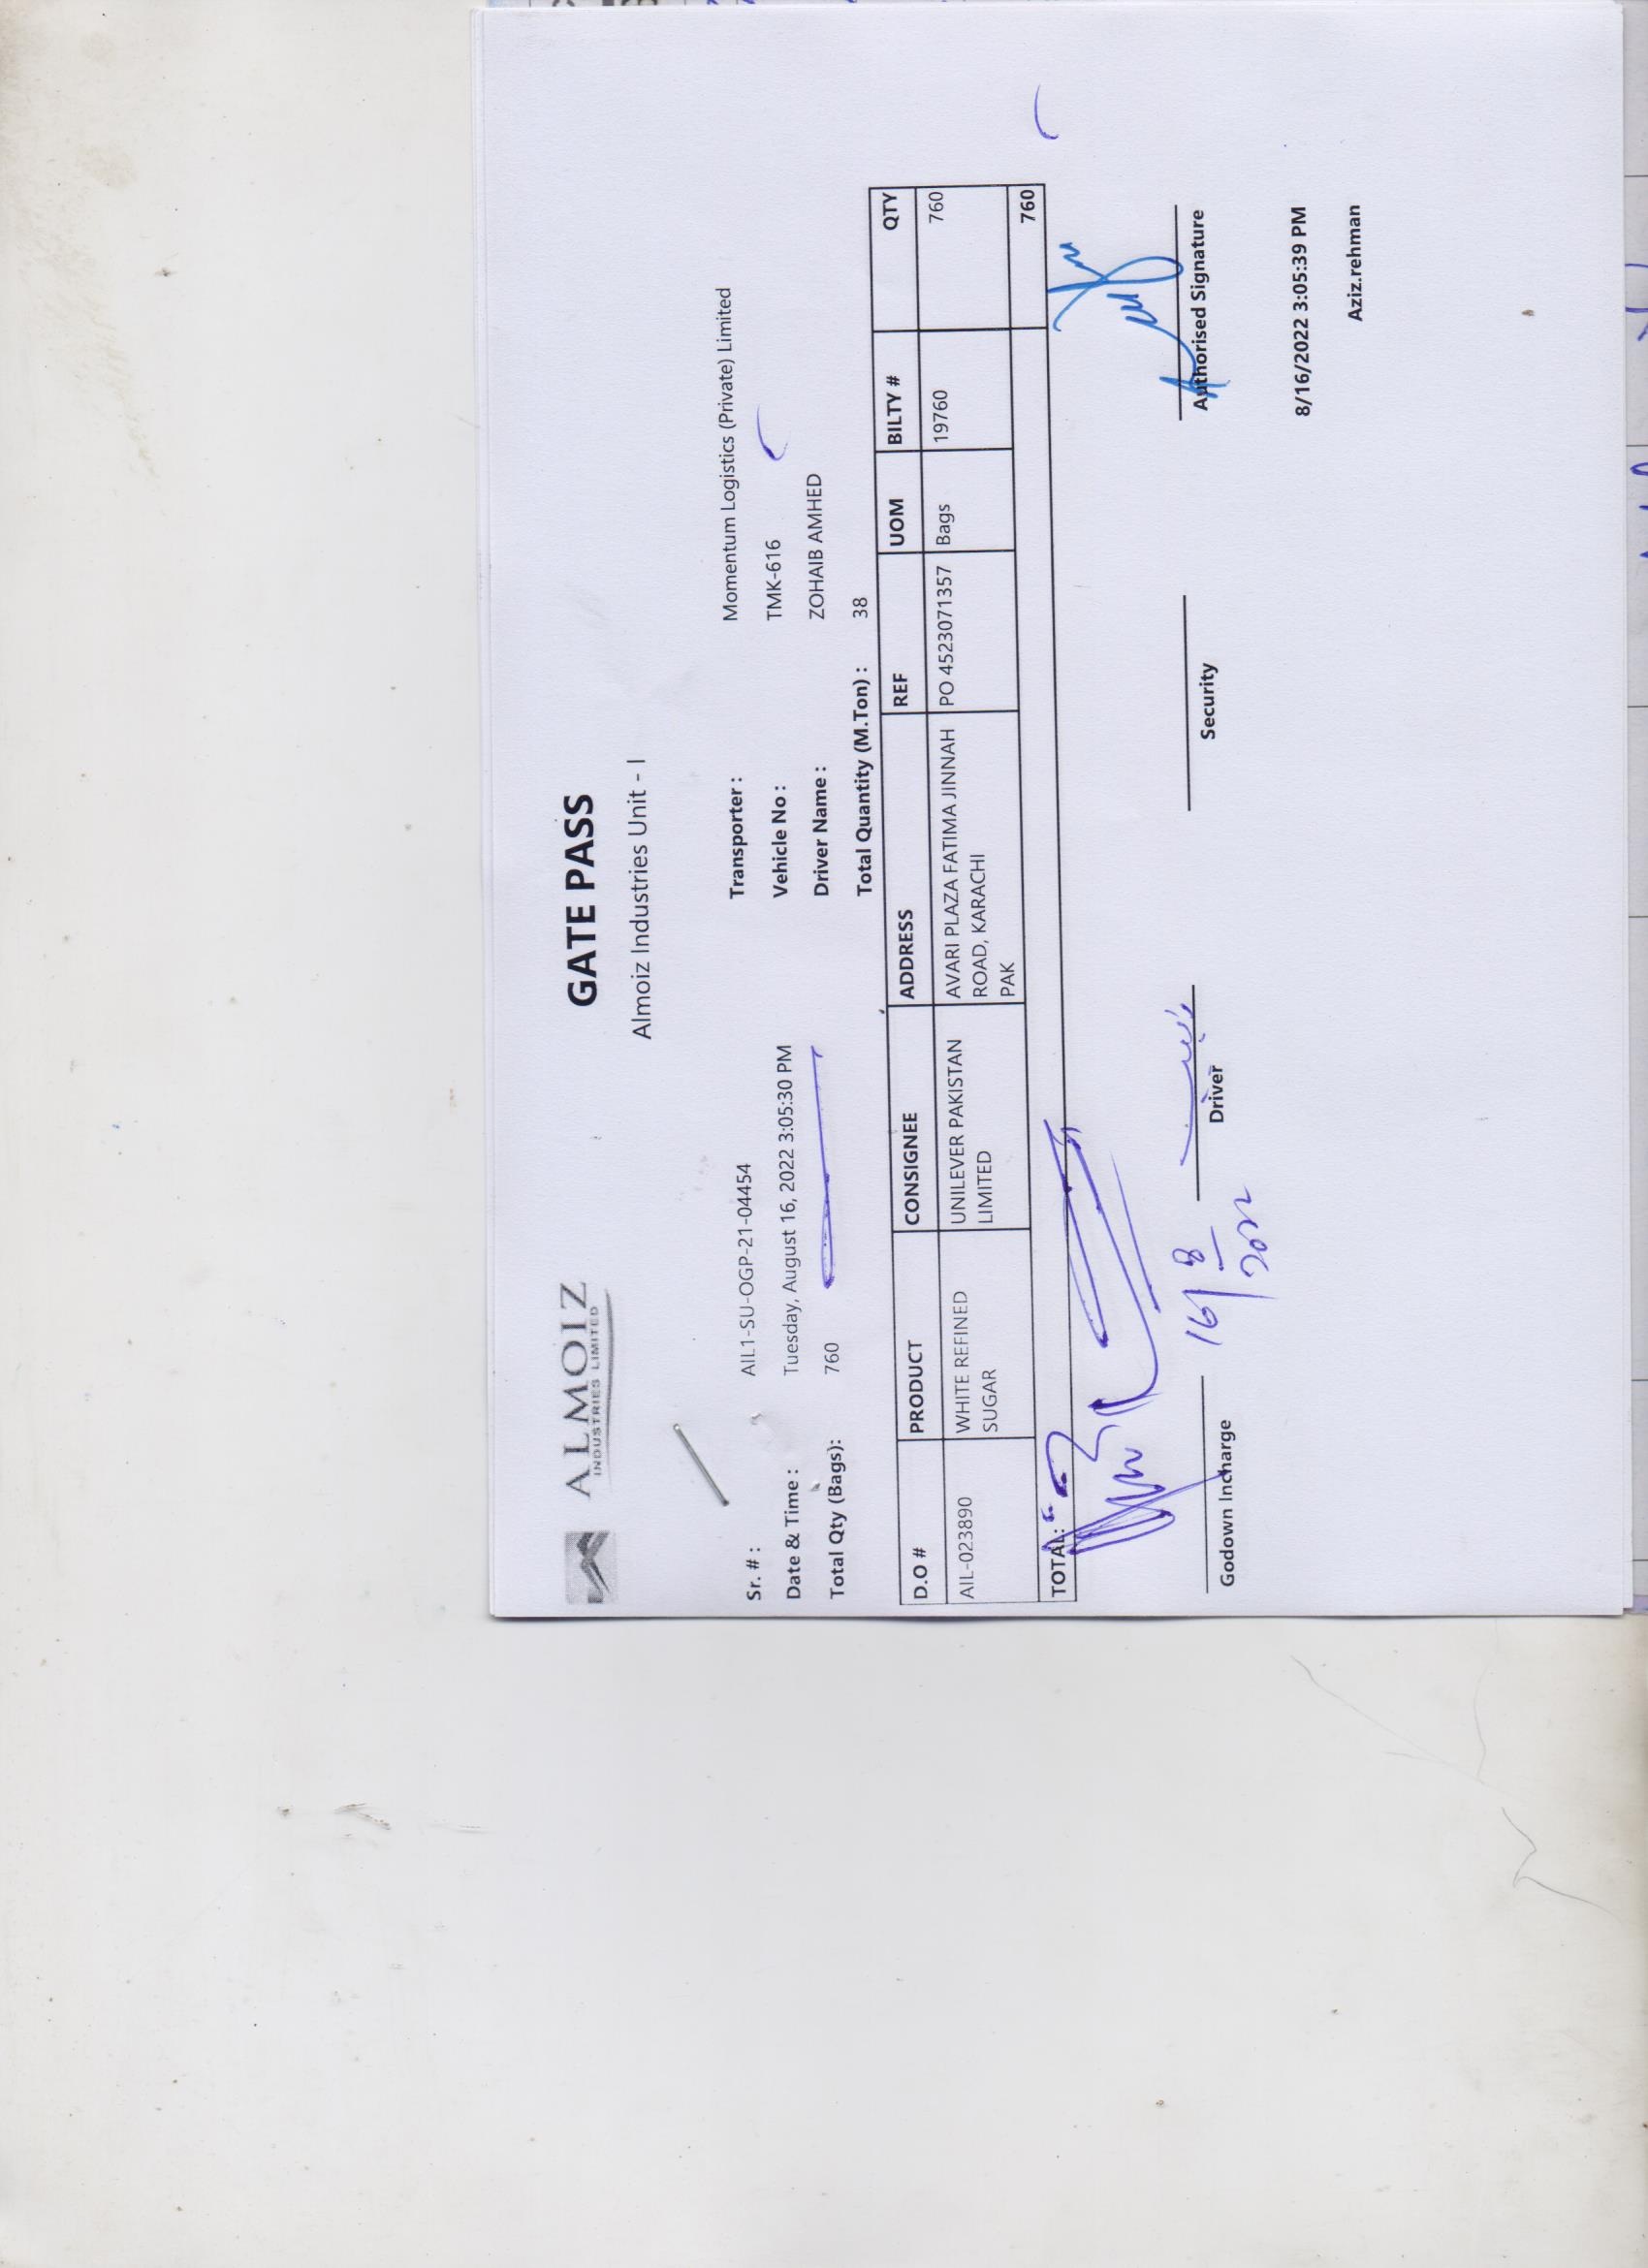 ALMOIZ
INDUSTRIES LIMITED
GATE PASS
Almoiz Industries Unit - I
Sr. # : AIL1-SU-OGP-21-04454 Transporter : Momentum Logistics (Private) Limited
Date & Time : Tuesday, August 16, 2022 3:05:30 PM Vehicle No : TMK-616
Total Qty (Bags): 760 Driver Name : ZOHAIB AMHED
Total Quantity (M.Ton) : 38
D.O # PRODUCT CONSIGNEE ADDRESS REF UOM BILTY # QTY
AIL-023890 WHITE REFINED UNILEVER PAKISTAN AVARI PLAZA FATIMA JINNAH PO 4523071357 Bags 19760 760
SUGAR LIMITED ROAD, KARACHI
PAK
TOTAL: 760
16/8
2022
Godown Incharge Driver Security Authorised Signature
8/16/2022 3:05:39 PM
Aziz.rehman